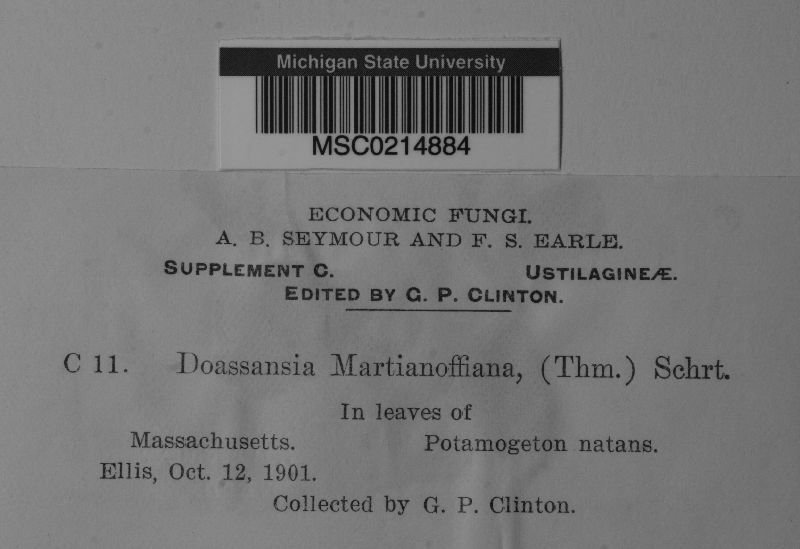 Michigan State University
MSC0214884
ECONOMIC FUNGI.
A. B. SEYMOUR AND F. S. EARLE.
SUPPLEMENT C. USTILAGINEÆ.
EDITED BY G. P. CLINTON.
C 11. Doassansia Martianoffiana, (Thm.) Schrt.
In leaves of
Massachusetts. Potamogeton natans.
Ellis, Oct. 12, 1901.
Collected by G. P. Clinton.